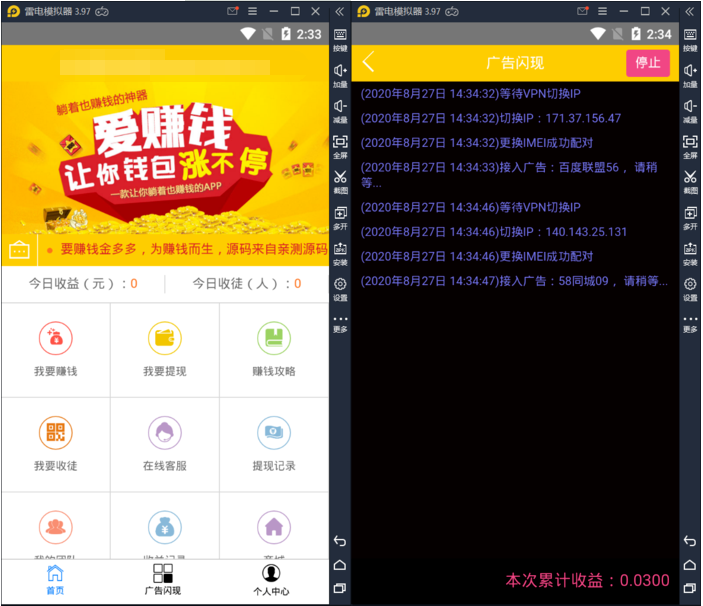 雷电模拟器 3.97
2:33
躺着也赚钱的神器
爱赚钱
让你钱包涨不停
一款让你躺着也赚钱的APP
要赚钱金多多，为赚钱而生，源码来自亲测源码
今日收益（元）：0
今日收徒（人）：0
我要赚钱
我要提现
赚钱攻略
我要收徒
在线客服
提现记录
我的团队
收益记录
商城
首页
广告闪现
个人中心
按键
加量
减量
全屏
截图
多开
安装
设置
更多
雷电模拟器 3.97
2:34
广告闪现
停止
(2020年8月27日 14:34:32)等待VPN切换IP
(2020年8月27日 14:34:32)切换IP：171.37.156.47
(2020年8月27日 14:34:32)更换IMEI成功配对
(2020年8月27日 14:34:33)接入广告：百度联盟56 ，请稍
等...
(2020年8月27日 14:34:46)等待VPN切换IP
(2020年8月27日 14:34:46)切换IP：140.143.25.131
(2020年8月27日 14:34:46)更换IMEI成功配对
(2020年8月27日 14:34:47)接入广告：58同城09 ，请稍等...
本次累计收益：0.0300
按键
加量
减量
全屏
截图
多开
安装
设置
更多